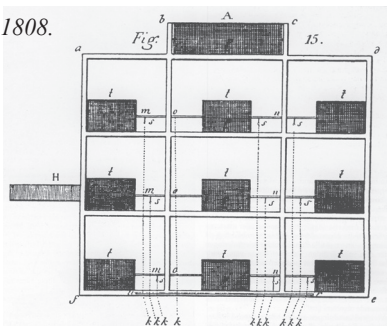 1808.
b A c
Fig. 15.
a d
t m o t n t
s s s
H
t m e t n t
s s s
t m o t n t
s s s
f e
k k k k k k k k k k